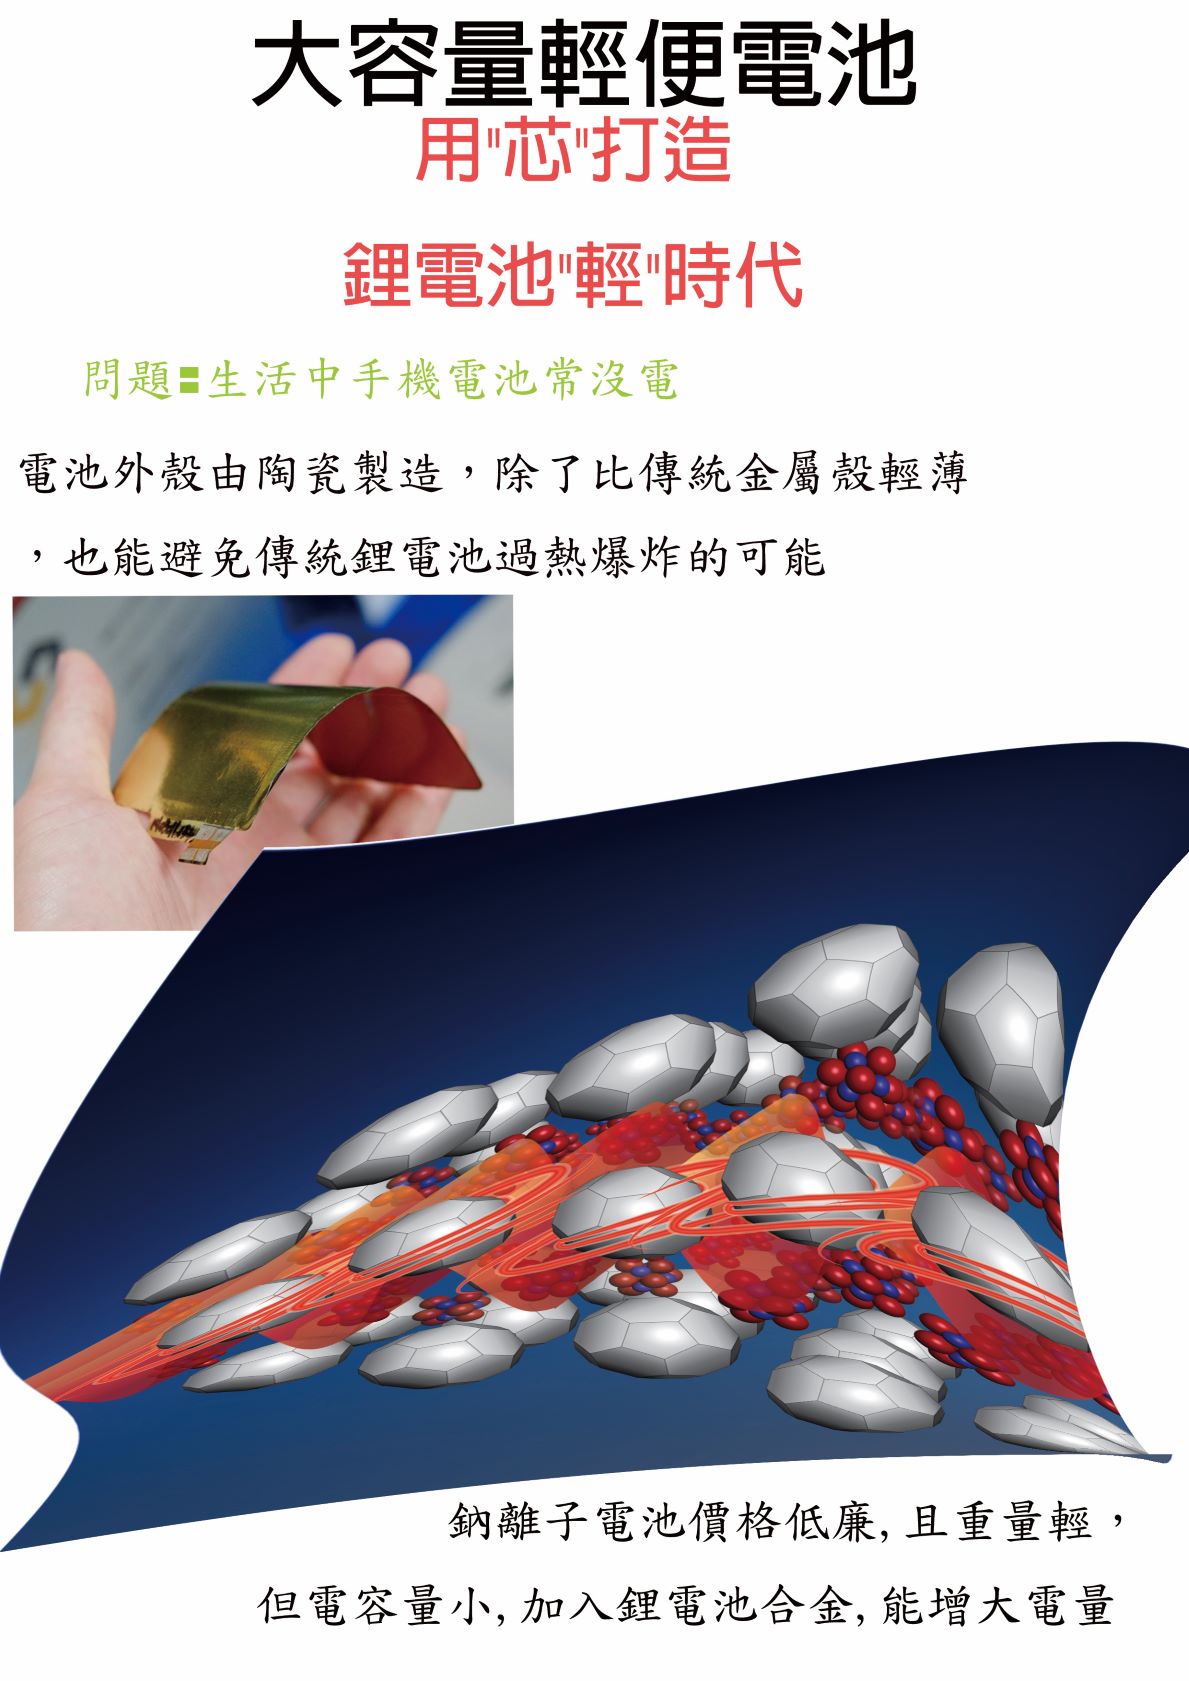 大容量輕便電池
用"芯"打造
鋰電池"輕"時代
問題:生活中手機電池常沒電
電池外殼由陶瓷製造，除了比傳統金屬殼輕薄
，也能避免傳統鋰電池過熱爆炸的可能
鈉離子電池價格低廉, 且重量輕，
但電容量小, 加入鋰電池合金, 能增大電量